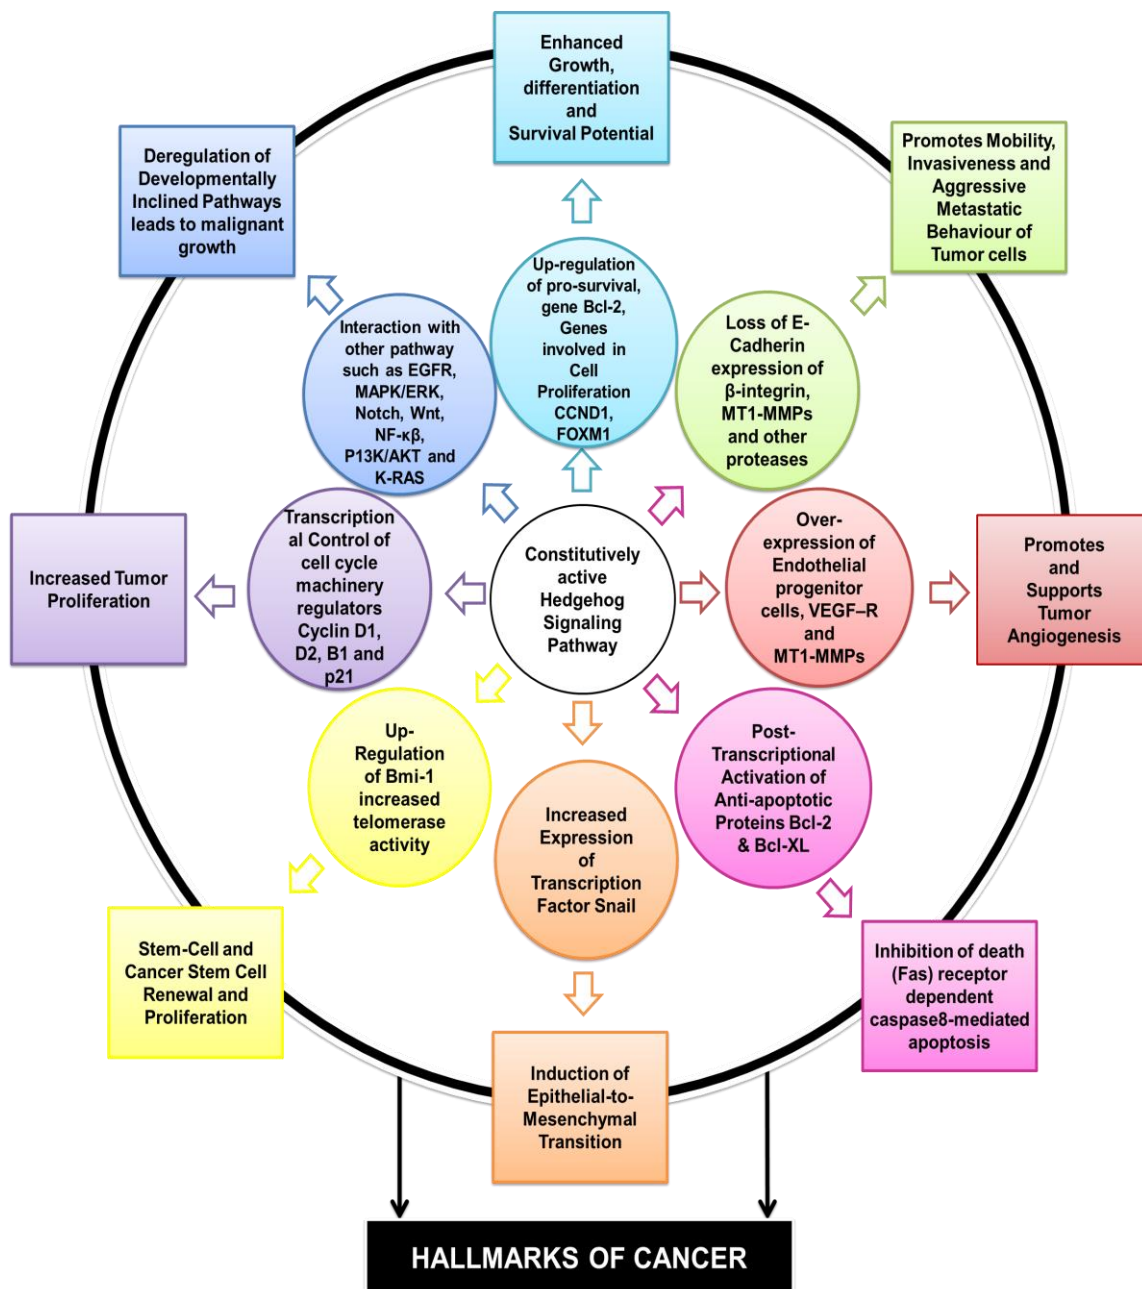 Enhanced
Growth,
differentiation
and
Survival Potential
Deregulation of
Developmentally
Inclined Pathways
leads to malignant
growth
Promotes Mobility,
Invasiveness and
Aggressive
Metastatic
Behaviour of
Tumor cells
Up-regulation
of pro-survival,
gene Bcl-2,
Genes
involved in
Cell
Proliferation
CCND1,
FOXM1
Interaction with
other pathway
such as EGFR,
MAPK/ERK,
Notch, Wnt,
NF-κβ,
P13K/AKT and
K-RAS
Loss of E-
Cadherin
expression of
β-integrin,
MT1-MMPs
and other
proteases
Increased Tumor
Proliferation
Transcription
al Control of
cell cycle
machinery
regulators
Cyclin D1,
D2, B1 and
p21
Constitutively
active
Hedgehog
Signaling
Pathway
Over-
expression of
Endothelial
progenitor
cells, VEGF–R
and
MT1-MMPs
Promotes
and
Supports
Tumor
Angiogenesis
Up-
Regulation
of Bmi-1
increased
telomerase
activity
Increased
Expression
of
Transcription
Factor Snail
Post-
Transcriptional
Activation of
Anti-apoptotic
Proteins Bcl-2
& Bcl-XL
Stem-Cell and
Cancer Stem Cell
Renewal and
Proliferation
Induction of
Epithelial-to-
Mesenchymal
Transition
Inhibition of death
(Fas) receptor
dependent
caspase8-mediated
apoptosis
HALLMARKS OF CANCER